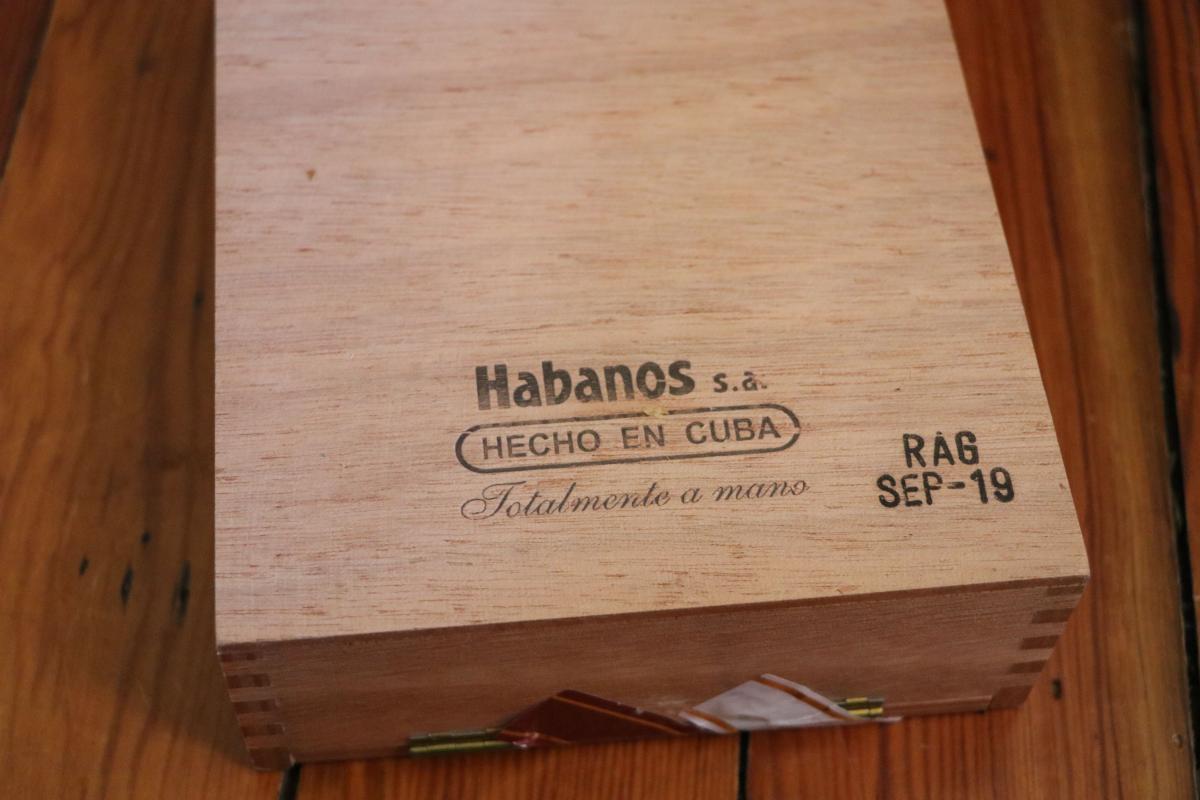 Habanos s.a.
HECHO EN CUBA
Totalmente a mano
RAG
SEP-19